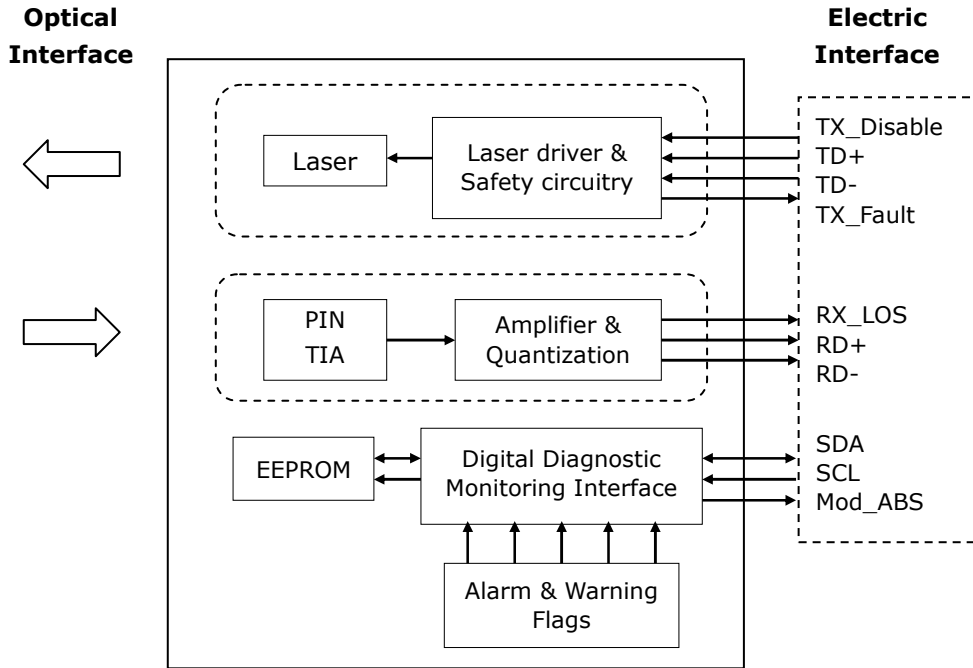 Optical
Interface
Electric
Interface
Laser
Laser driver &
Safety circuitry
TX_Disable
TD+
TD-
TX_Fault
PIN
TIA
Amplifier &
Quantization
RX_LOS
RD+
RD-
EEPROM
Digital Diagnostic
Monitoring Interface
SDA
SCL
Mod_ABS
Alarm & Warning
Flags